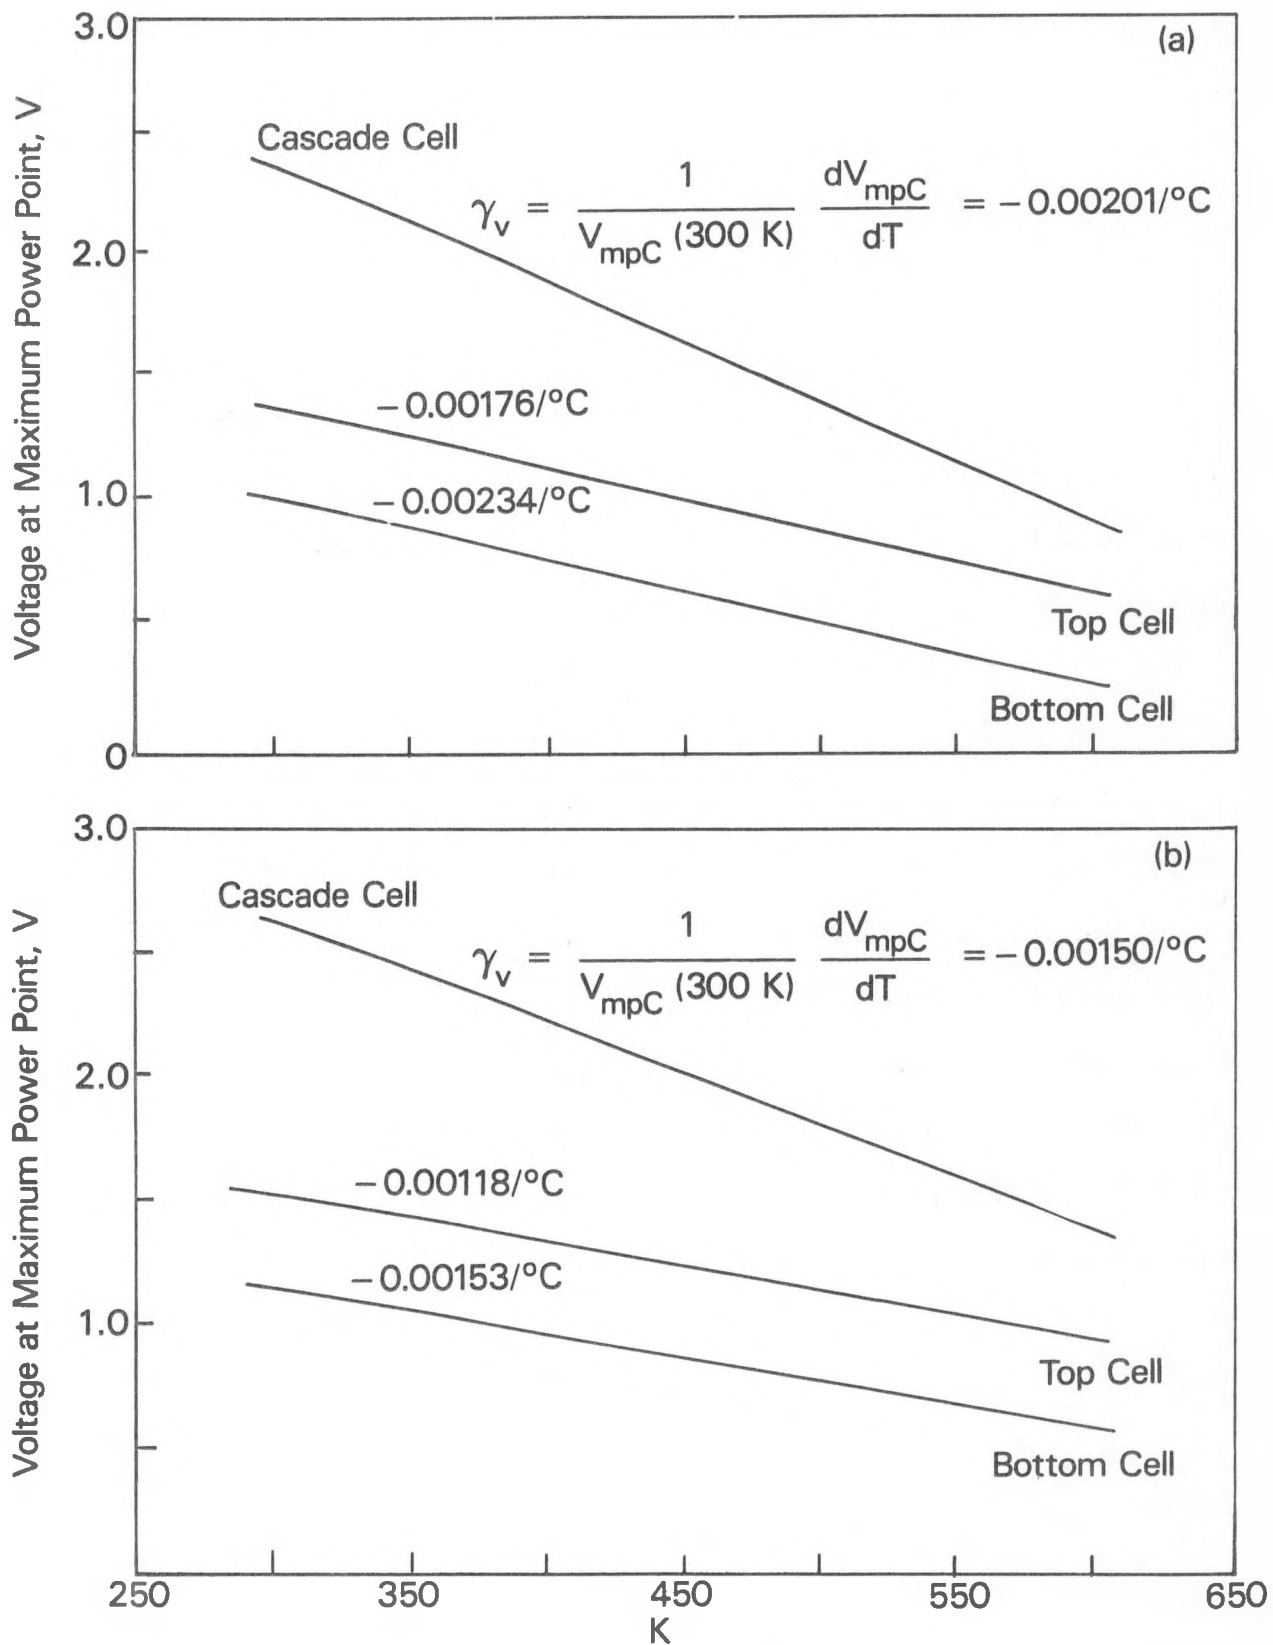 3.0
(a)
Voltage at Maximum Power Point, V
Cascade Cell
γv = 1 / VmpC (300 K) dVmpC / dT = −0.00201/°C
2.0
−0.00176/°C
1.0
−0.00234/°C
Top Cell
Bottom Cell
0
3.0
(b)
Voltage at Maximum Power Point, V
Cascade Cell
γv = 1 / VmpC (300 K) dVmpC / dT = −0.00150/°C
2.0
−0.00118/°C
−0.00153/°C
1.0
Top Cell
Bottom Cell
250 350 450 550 650
K